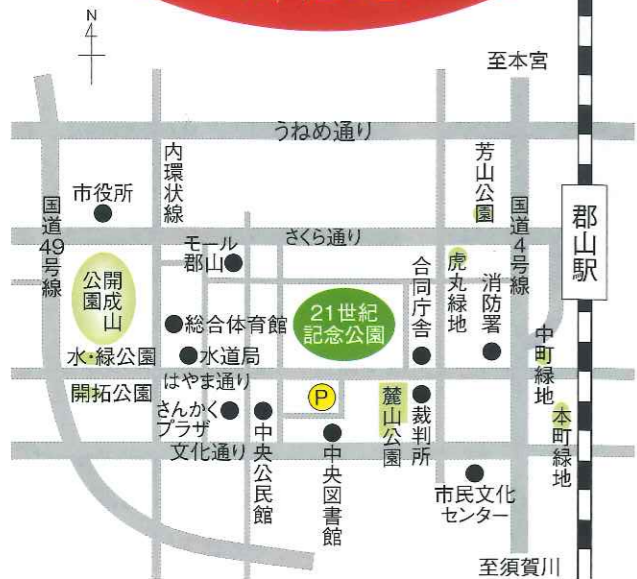 N
至本宮
うねめ通り
内環状線
芳山公園
国道4号線
国道49号線
市役所
さくら通り
郡山駅
モール
郡山
合同庁舎
虎丸緑地
消防署
開成山
公園
21世紀
記念公園
総合体育館
中町緑地
水・緑公園
水道局
はやま通り
開拓公園
P
麓山公園
裁判所
本町緑地
さんかく
プラザ
文化通り
中央公民館
中央図書館
市民文化
センター
至須賀川